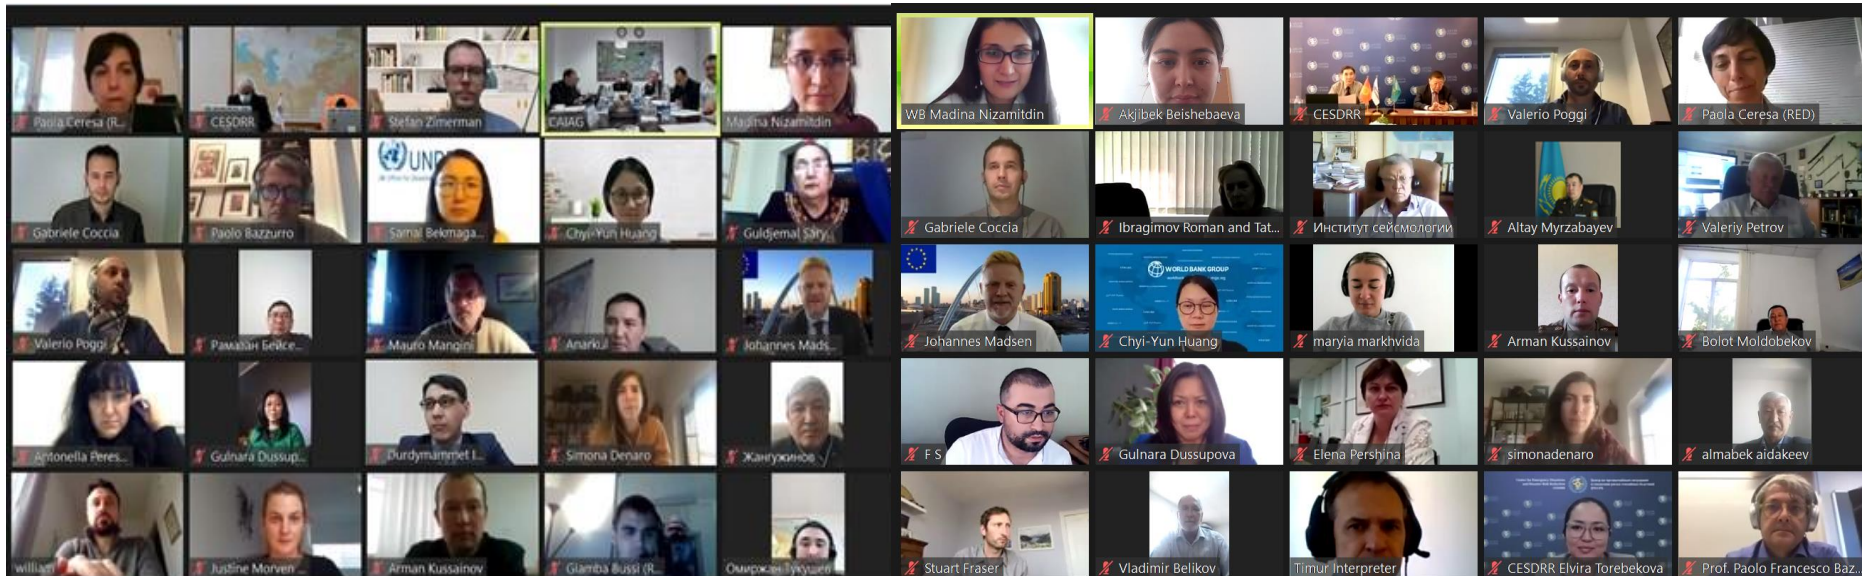 Paola Ceresa (R...
CESDRR
Stefan Zimerman
CAIAG
Madina Nizamitdin
Gabriele Coccia
Paolo Bazzurro
UND
Samal Bekmaga...
Chyi-Yun Huang
Guldjemal Sary...
Valerio Poggi
Рамазан Бейсе...
Mauro Mangini
Anarkul
Johannes Mads...
Antonella Peres...
Gulnara Dussup...
Durdymammet I...
Simona Denaro
Жангужинов
william
Justine Morven ...
Arman Kussainov
Giamba Bussi (R...
Омиржан Тукушев
WB Madina Nizamitdin
Akjibek Beishebaeva
CESDRR
Valerio Poggi
Paola Ceresa (RED)
Gabriele Coccia
Ibragimov Roman and Tat...
Институт сейсмологии
Altay Myrzabayev
Valeriy Petrov
Johannes Madsen
WORLD BANK GROUP
Chyi-Yun Huang
maryia markhvida
Arman Kussainov
Bolot Moldobekov
F S
Gulnara Dussupova
Elena Pershina
simonadenaro
almabek aidakeev
Stuart Fraser
Vladimir Belikov
Timur Interpreter
CESDRR Elvira Torebekova
Prof. Paolo Francesco Baz...